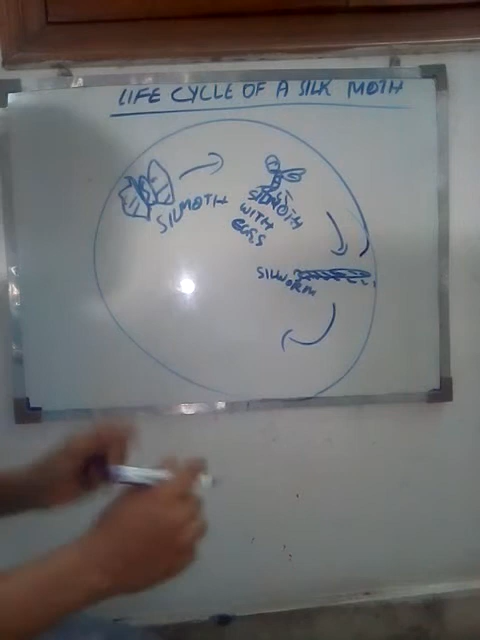 LIFE CYCLE OF A SILK MOTH
SILMOTH
SILMOTH
WITH
EGGS
SILWORM